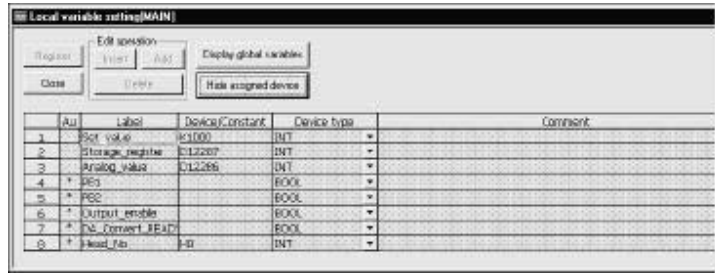 Local variable setting[MAIN]
Edit operation
Register
Insert
Add
Display global variables
Close
Delete
Hide assigned device
Au Label Device/Constant Device type Comment
1 Set_value K1000 INT
2 Storage_register D12287 INT
3 Analog_value D12286 INT
4 * PB1 BOOL
5 * PB2 BOOL
6 * Output_enable BOOL
7 * DA_Convert_READY BOOL
8 * Head_No H0 INT